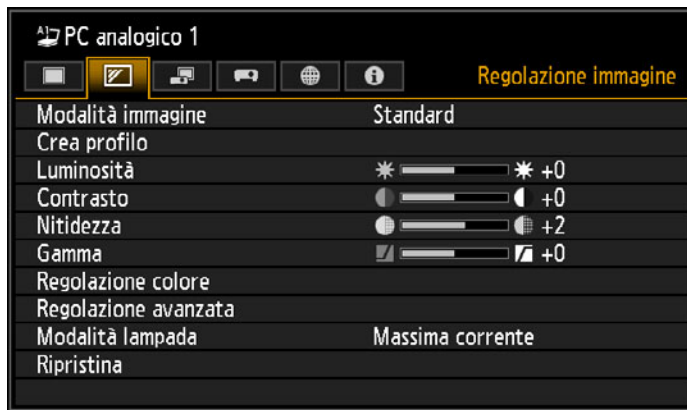 A1 PC analogico 1
Regolazione immagine
Modalità immagine Standard
Crea profilo
Luminosità +0
Contrasto +0
Nitidezza +2
Gamma +0
Regolazione colore
Regolazione avanzata
Modalità lampada Massima corrente
Ripristina